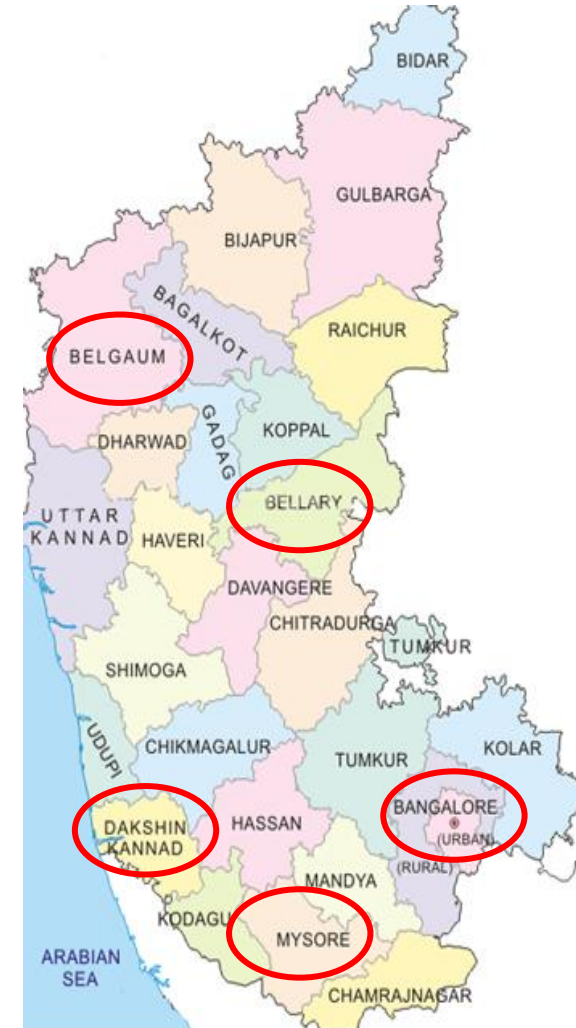 BIDAR
GULBARGA
BIJAPUR
BAGALKOT
RAICHUR
BELGAUM
GADAG
KOPPAL
DHARWAD
BELLARY
UTTAR
KANNAD
HAVERI
DAVANGERE
CHITRADURGA
TUMKUR
SHIMOGA
UDUPI
CHIKMAGALUR
TUMKUR
KOLAR
BANGALORE
(URBAN)
(RURAL)
DAKSHIN
KANNAD
HASSAN
MANDYA
KODAGU
MYSORE
ARABIAN
SEA
CHAMRAJNAGAR